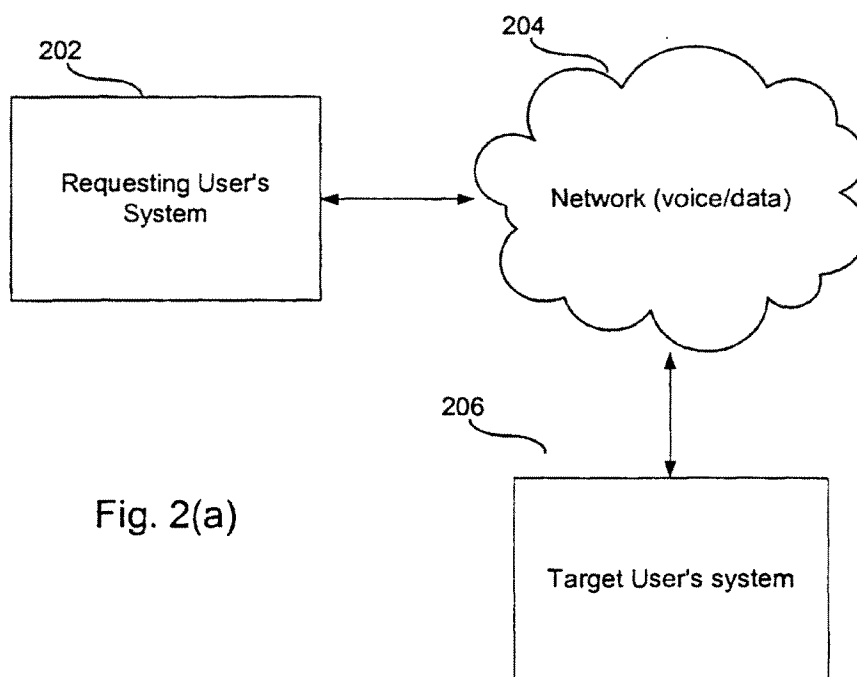 202
204
Requesting User's
System
Network (voice/data)
206
Fig. 2(a)
Target User's system